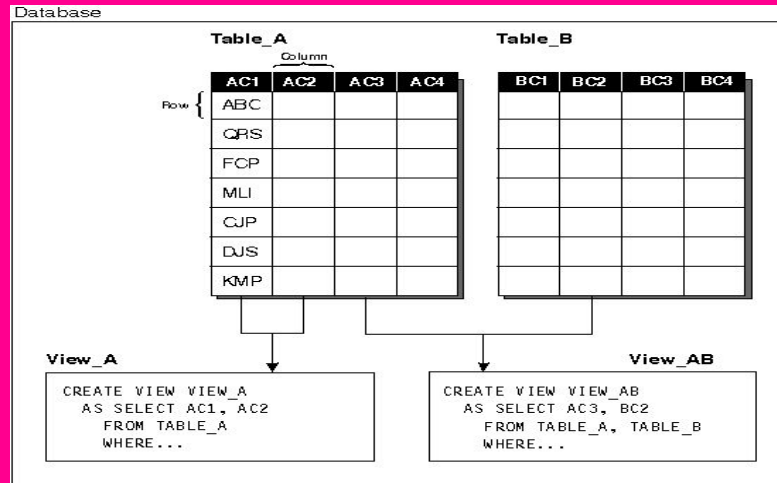 Database
Table_A
Table_B
Column
AC1 AC2 AC3 AC4
BC1 BC2 BC3 BC4
Row
ABC
QRS
FCP
MLI
CJP
DJS
KMP
View_A
View_AB
CREATE VIEW VIEW_A
AS SELECT AC1, AC2
FROM TABLE_A
WHERE...
CREATE VIEW VIEW_AB
AS SELECT AC3, BC2
FROM TABLE_A, TABLE_B
WHERE...